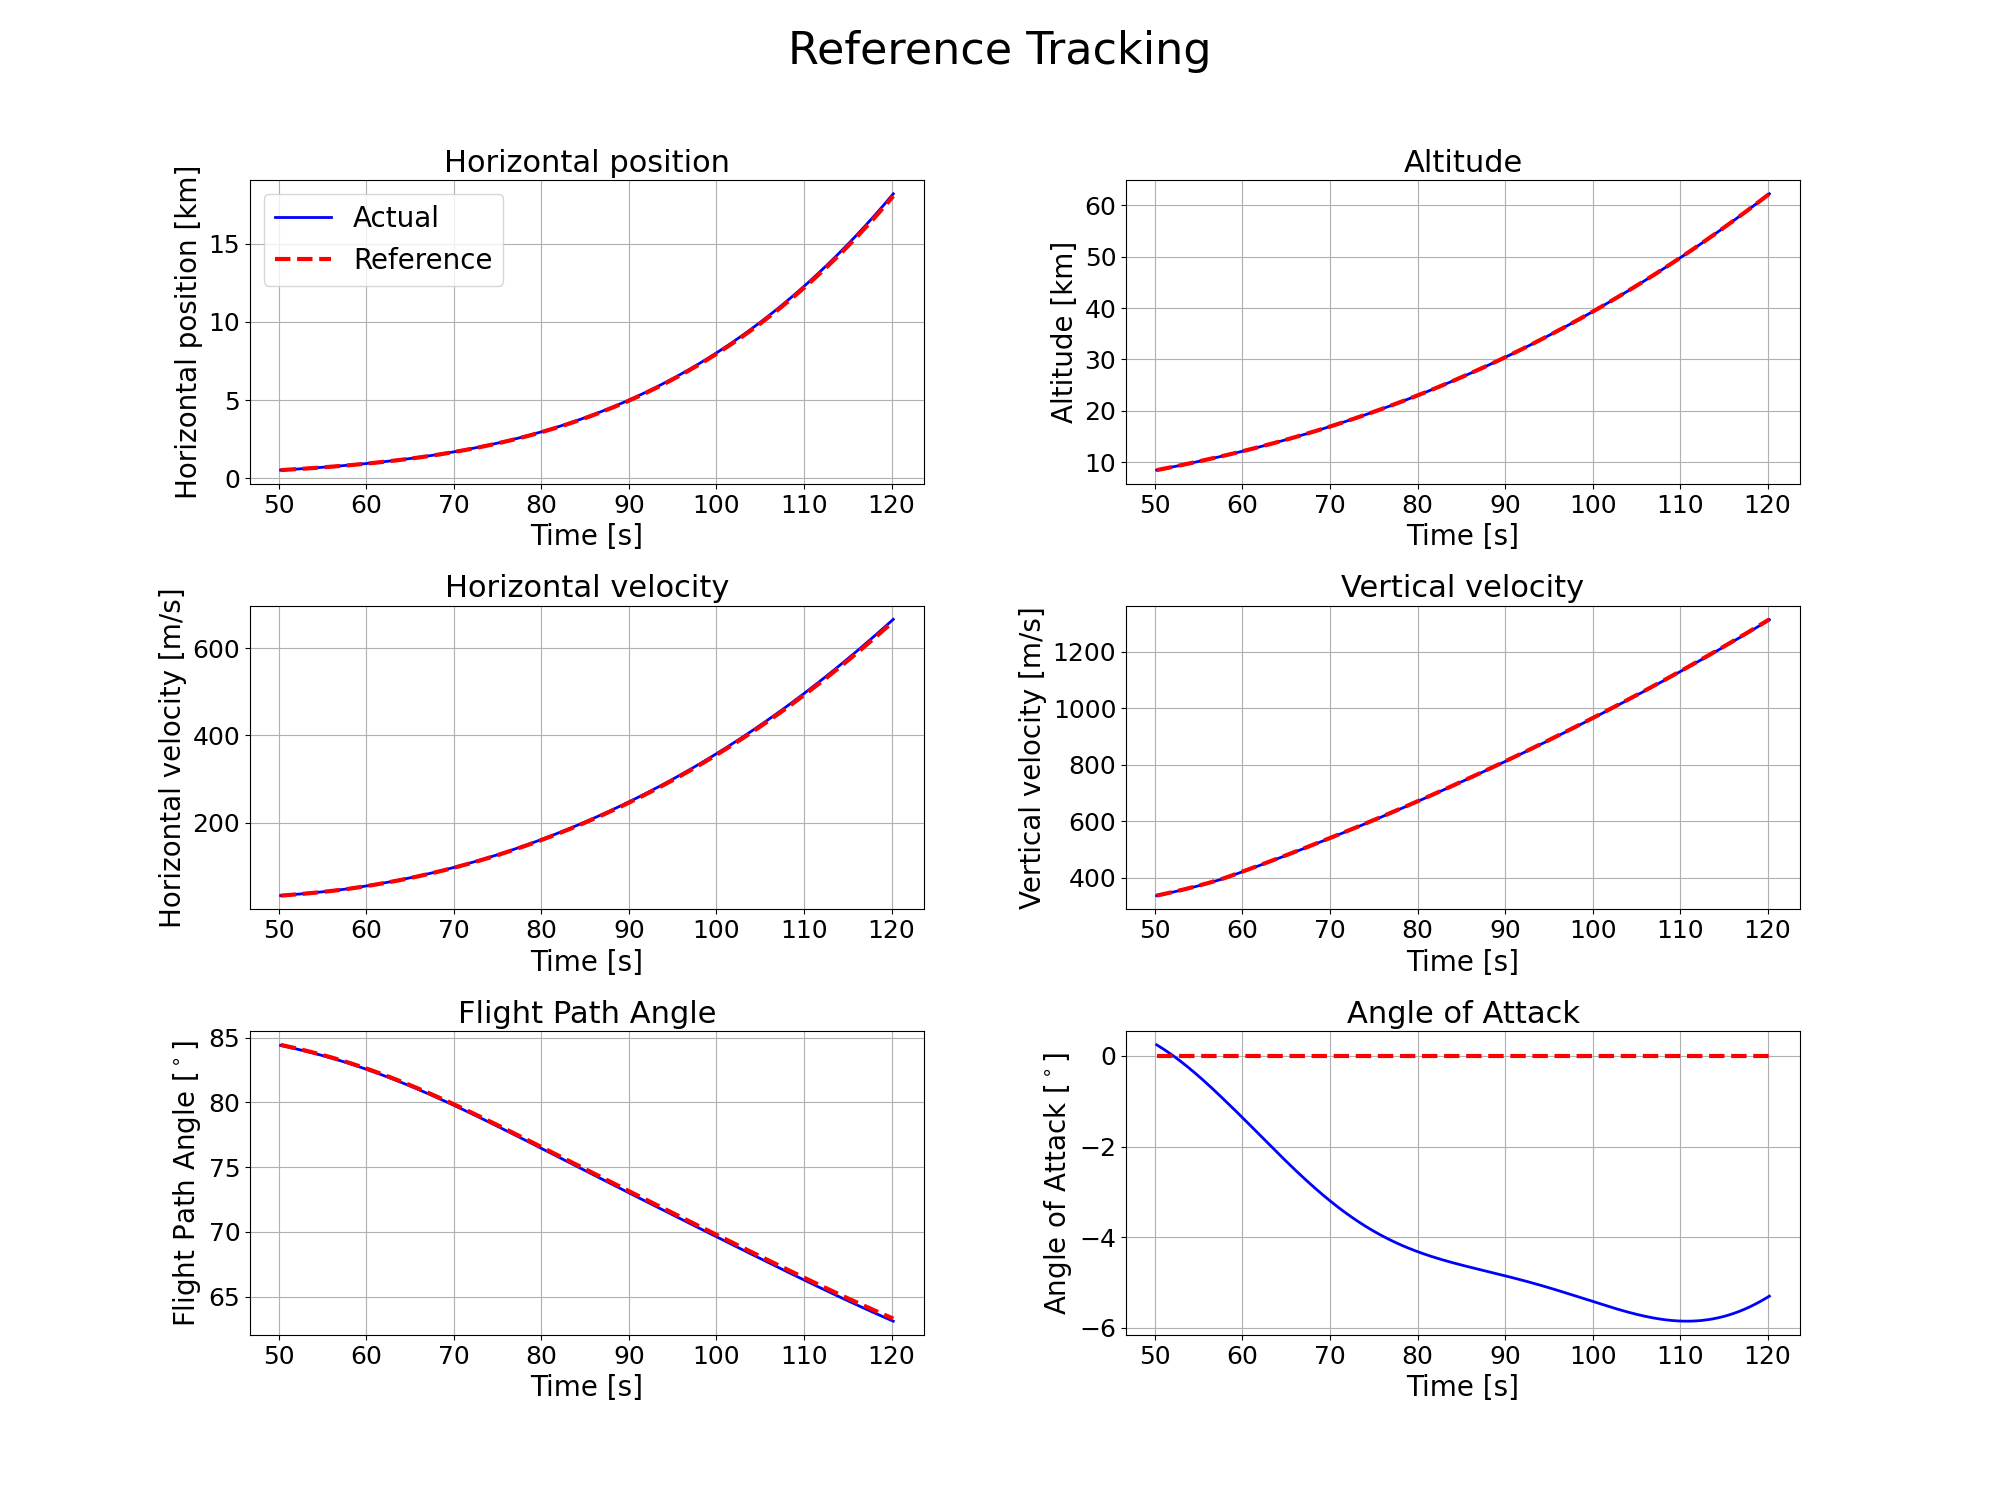 Reference Tracking
Horizontal position
Horizontal position [km]
15
10
5
0
Actual
Reference
50 60 70 80 90 100 110 120
Time [s]
Altitude
Altitude [km]
60
50
40
30
20
10
50 60 70 80 90 100 110 120
Time [s]
Horizontal velocity
Horizontal velocity [m/s]
600
400
200
50 60 70 80 90 100 110 120
Time [s]
Vertical velocity
Vertical velocity [m/s]
1200
1000
800
600
400
50 60 70 80 90 100 110 120
Time [s]
Flight Path Angle
Flight Path Angle [°]
85
80
75
70
65
50 60 70 80 90 100 110 120
Time [s]
Angle of Attack
Angle of Attack [°]
0
−2
−4
−6
50 60 70 80 90 100 110 120
Time [s]